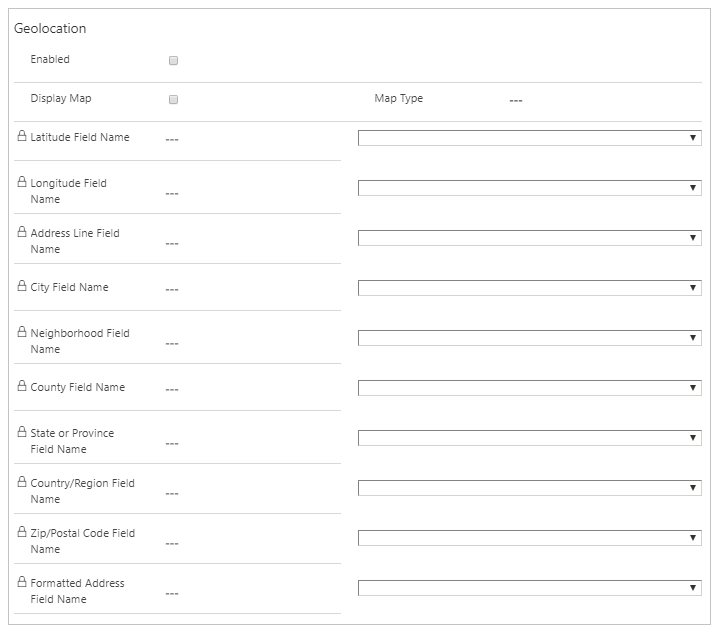 Geolocation
Enabled
Display Map
Map Type
---
Latitude Field Name
---
Longitude Field
Name
---
Address Line Field
Name
---
City Field Name
---
Neighborhood Field
Name
---
County Field Name
---
State or Province
Field Name
---
Country/Region Field
Name
---
Zip/Postal Code Field
Name
---
Formatted Address
Field Name
---